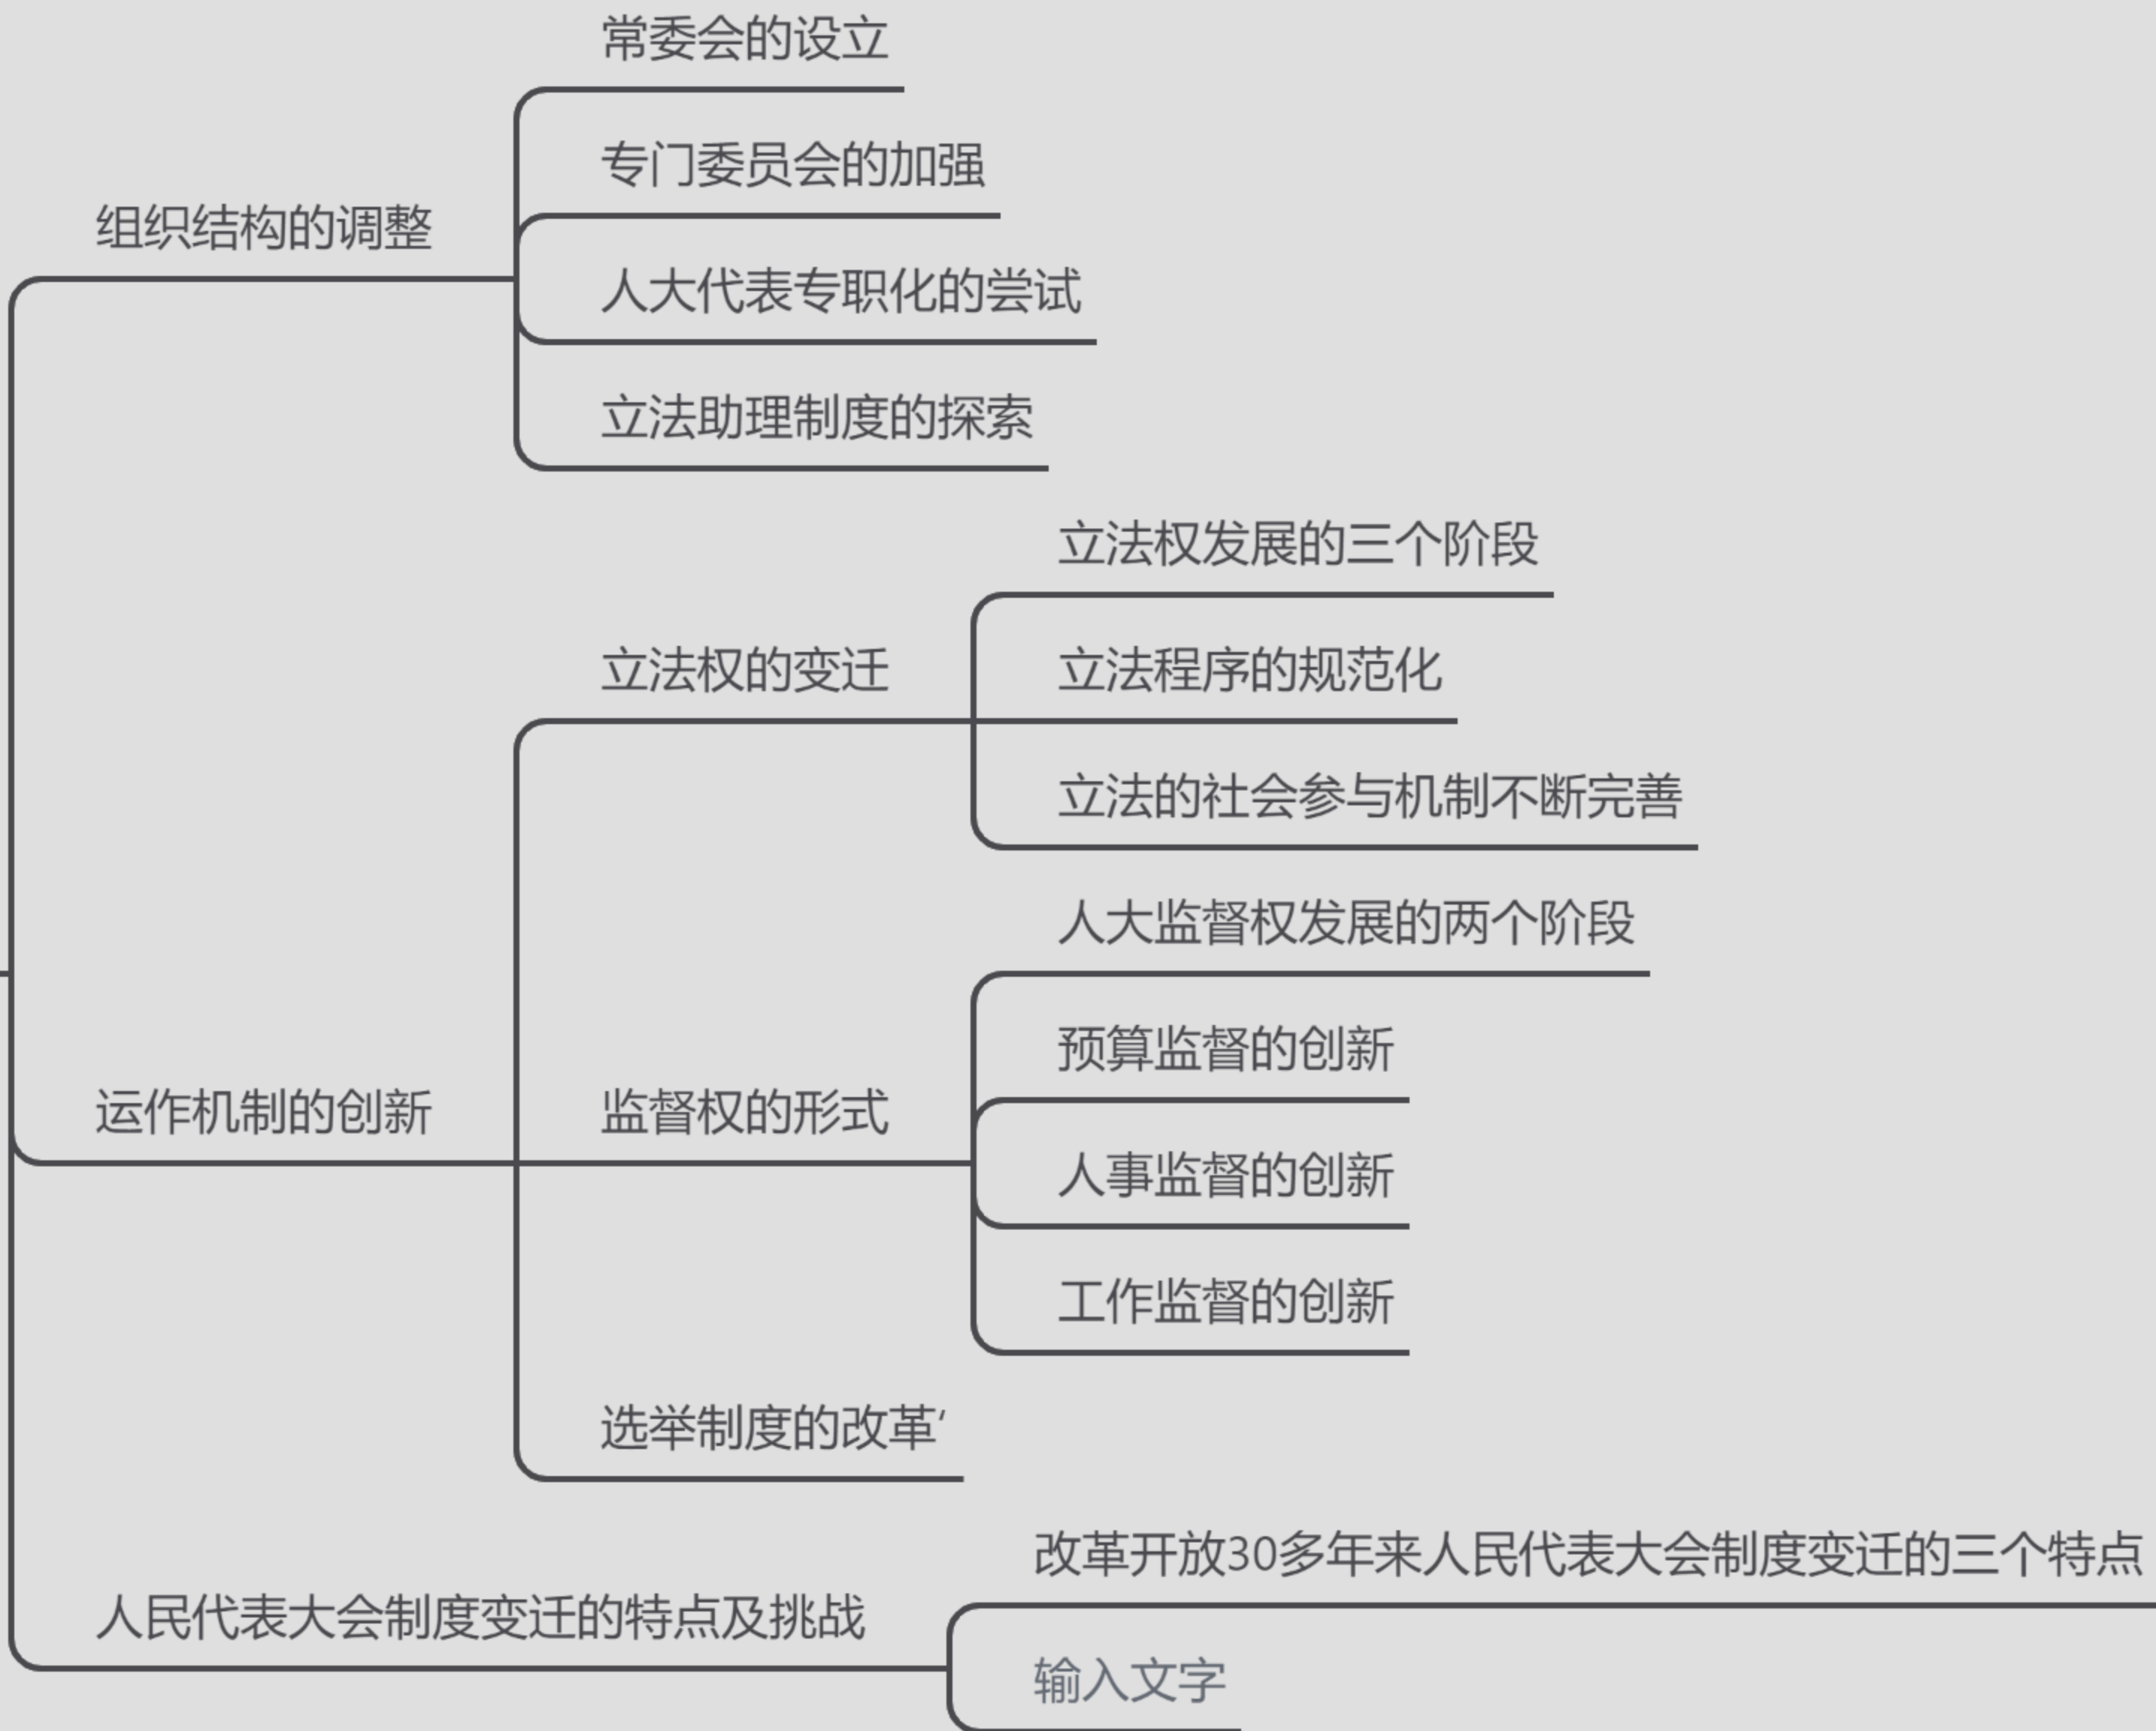 常委会的设立
专门委员会的加强
组织结构的调整
人大代表专职化的尝试
立法助理制度的探索
立法权发展的三个阶段
立法权的变迁
立法程序的规范化
立法的社会参与机制不断完善
人大监督权发展的两个阶段
预算监督的创新
运作机制的创新
监督权的形式
人事监督的创新
工作监督的创新
选举制度的改革‘
改革开放30多年来人民代表大会制度变迁的三个特点
人民代表大会制度变迁的特点及挑战
输入文字